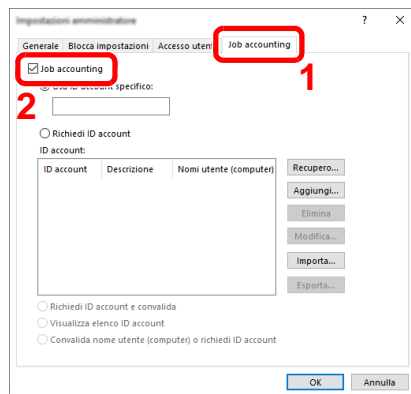 Impostazioni amministratore
? ×
Generale Blocca impostazioni Accesso utenti Job accounting
1
Job accounting
2
Usa ID account specifico:
Richiedi ID account
ID account:
ID account Descrizione Nomi utente (computer)
Recupero...
Aggiungi...
Elimina
Modifica...
Importa...
Esporta...
Richiedi ID account e convalida
Visualizza elenco ID account
Convalida nome utente (computer) o richiedi ID account
OK Annulla